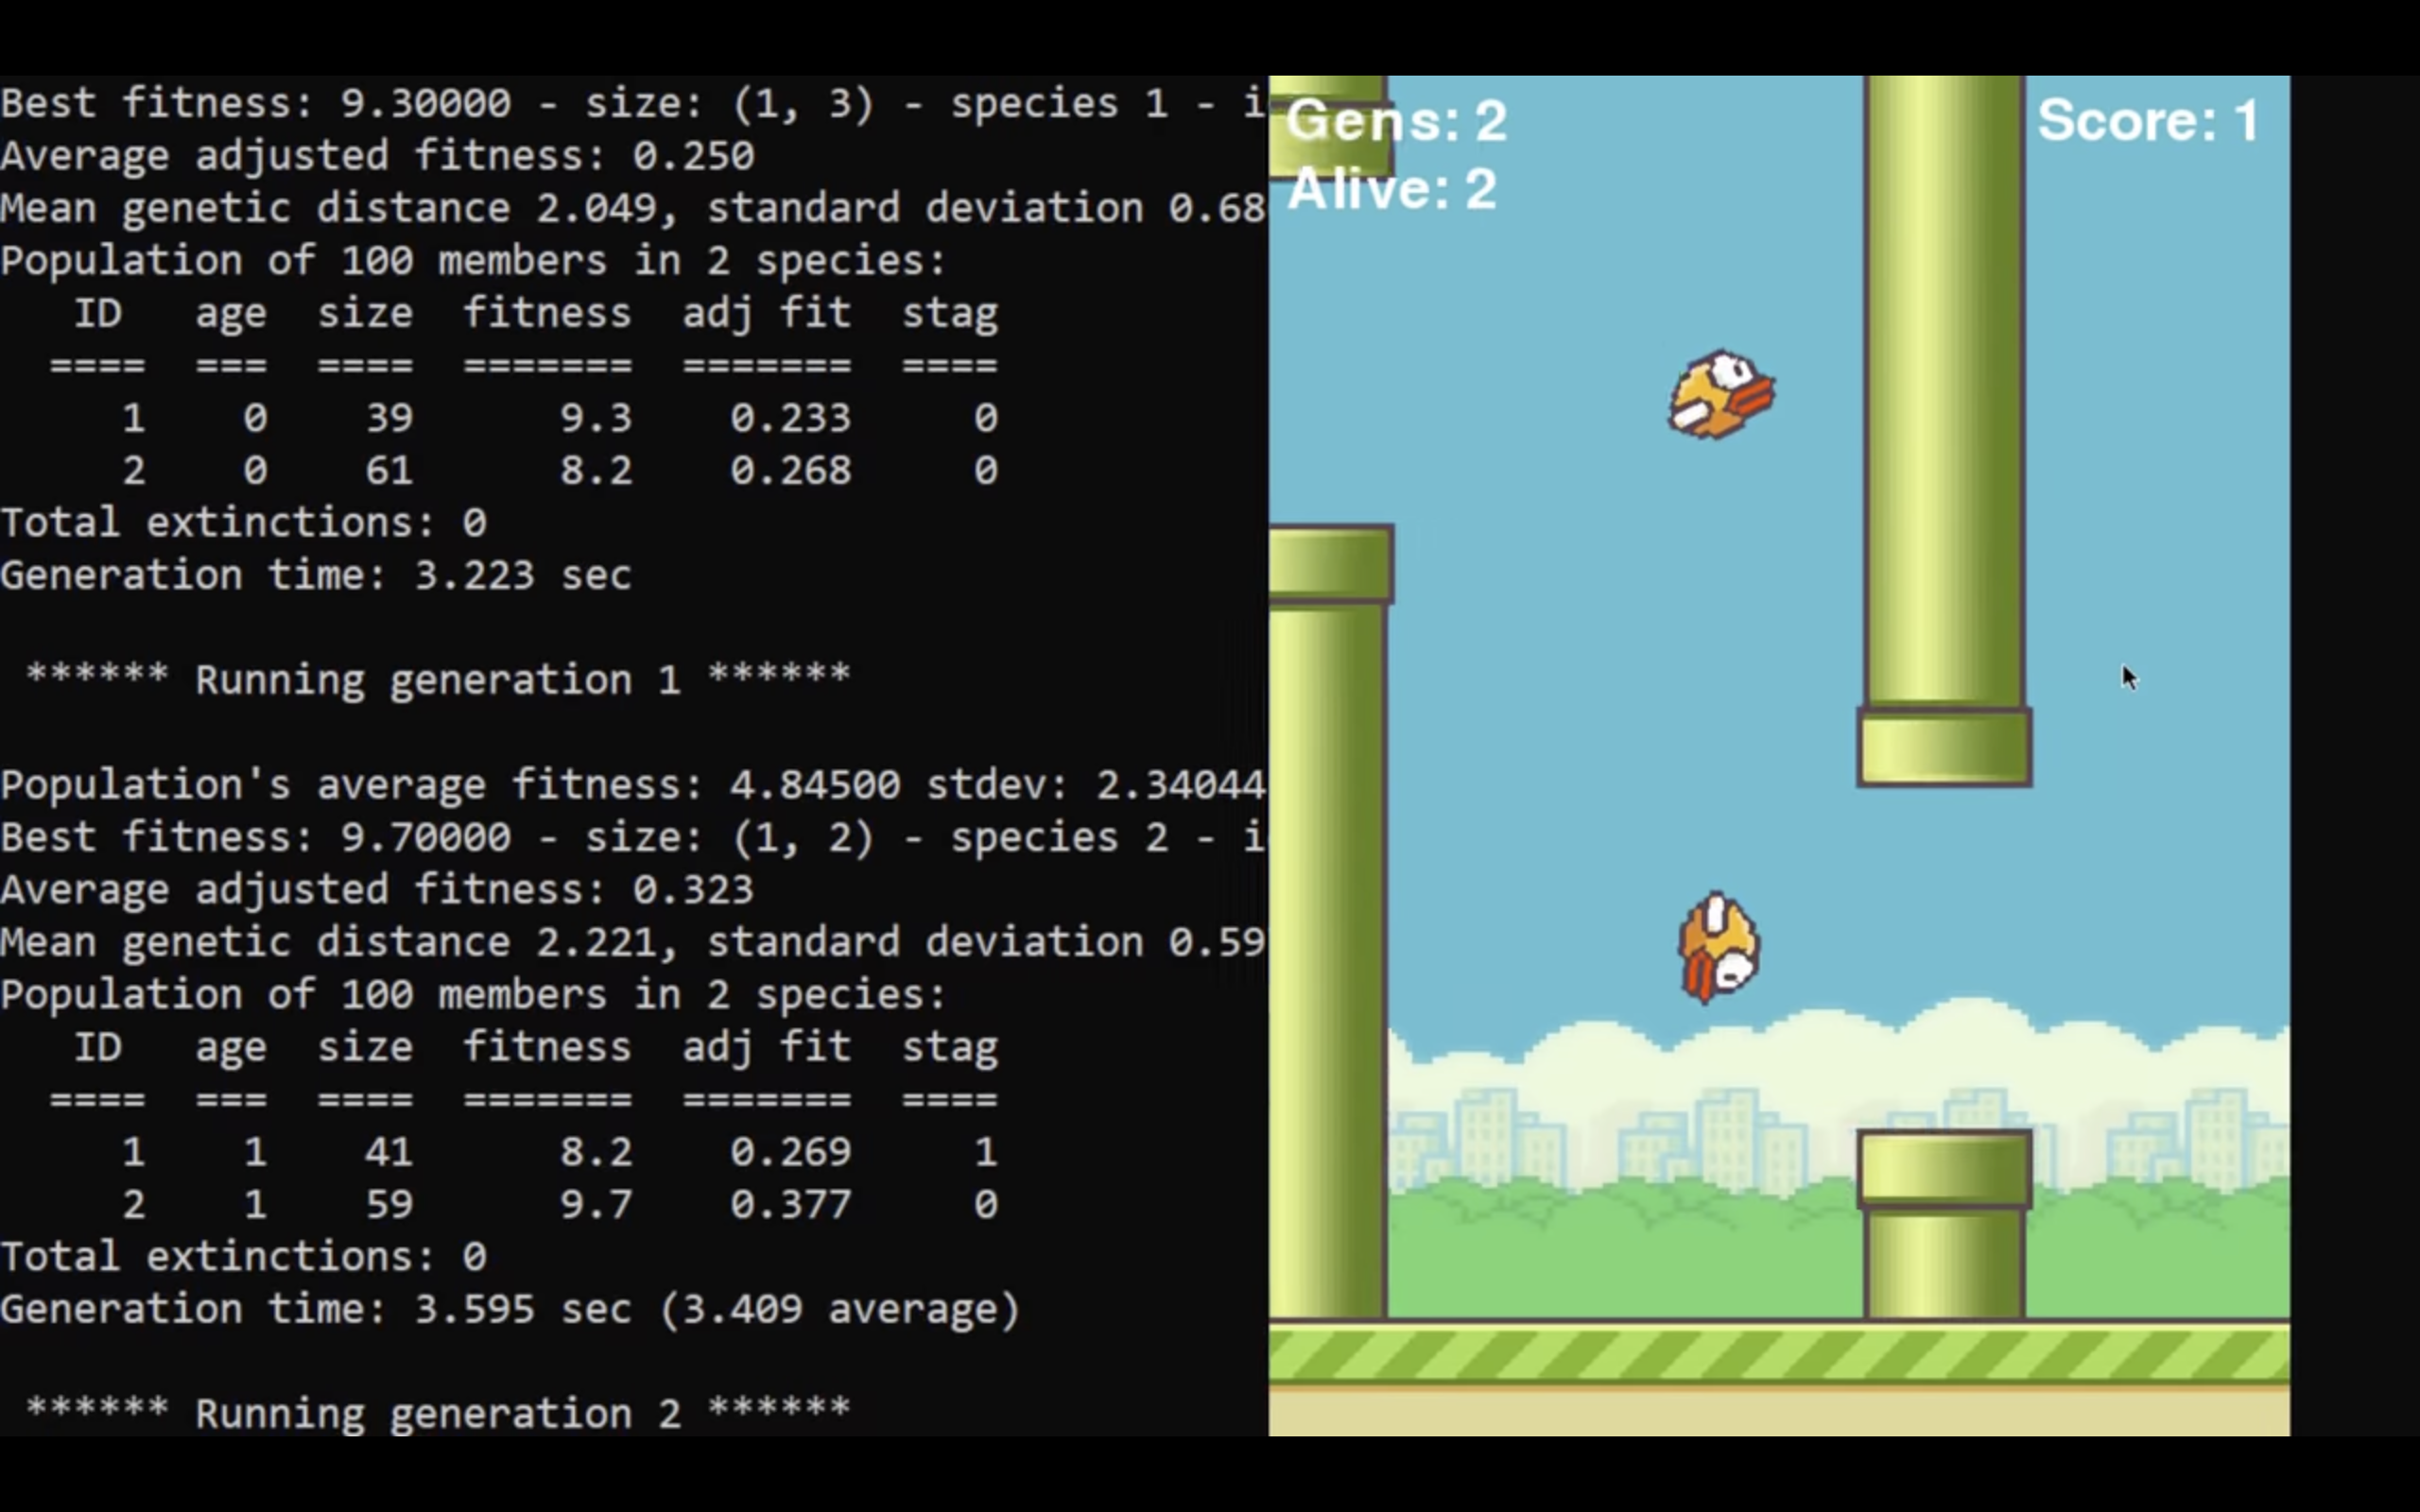 Best fitness: 9.30000 - size: (1, 3) - species 1 - i
Average adjusted fitness: 0.250
Mean genetic distance 2.049, standard deviation 0.68
Population of 100 members in 2 species:
ID age size fitness adj fit stag
==== === ==== ======= ======= ====
1 0 39 9.3 0.233 0
2 0 61 8.2 0.268 0
Total extinctions: 0
Generation time: 3.223 sec
****** Running generation 1 ******
Population's average fitness: 4.84500 stdev: 2.34044
Best fitness: 9.70000 - size: (1, 2) - species 2 - i
Average adjusted fitness: 0.323
Mean genetic distance 2.221, standard deviation 0.59
Population of 100 members in 2 species:
ID age size fitness adj fit stag
==== === ==== ======= ======= ====
1 1 41 8.2 0.269 1
2 1 59 9.7 0.377 0
Total extinctions: 0
Generation time: 3.595 sec (3.409 average)
****** Running generation 2 ******
Gens: 2
Alive: 2
Score: 1